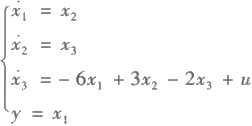 ẋ₁ = x₂
ẋ₂ = x₃
ẋ₃ = − 6x₁ + 3x₂ − 2x₃ + u
y = x₁